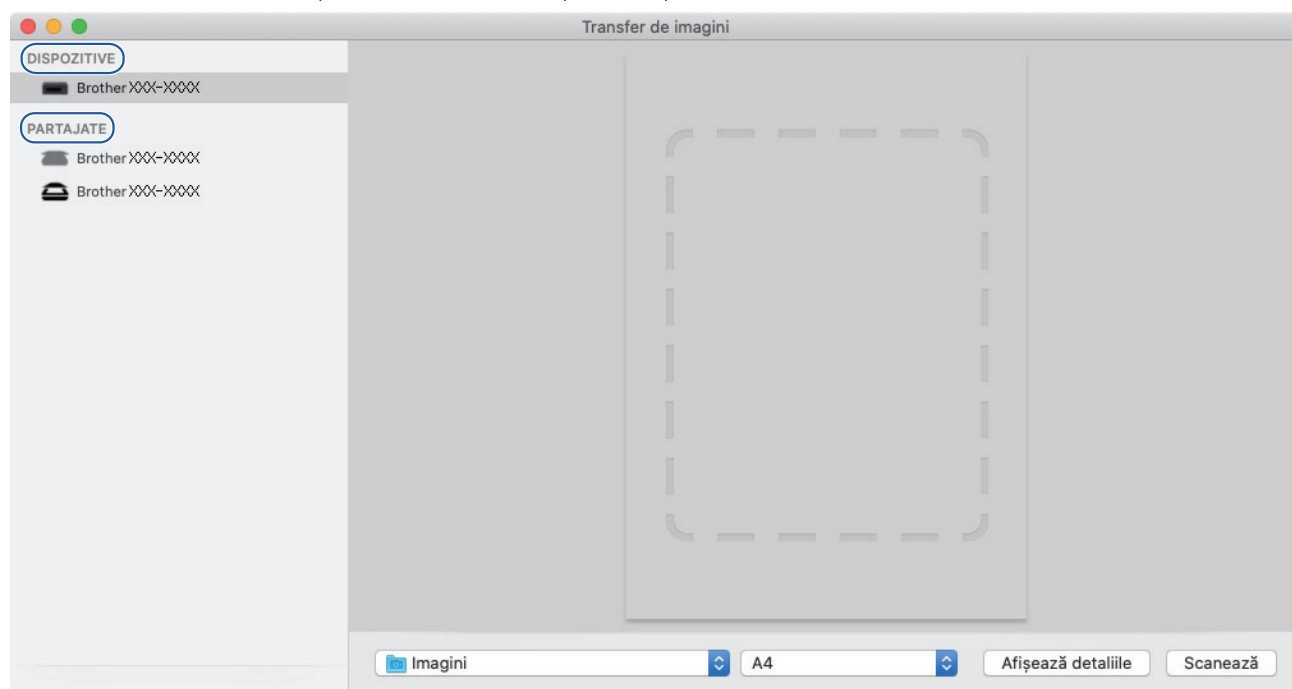 Transfer de imagini
DISPOZITIVE
Brother XXX-XXXX
PARTAJATE
Brother XXX-XXXX
Brother XXX-XXXX
Imagini
A4
Afișează detaliile
Scanează